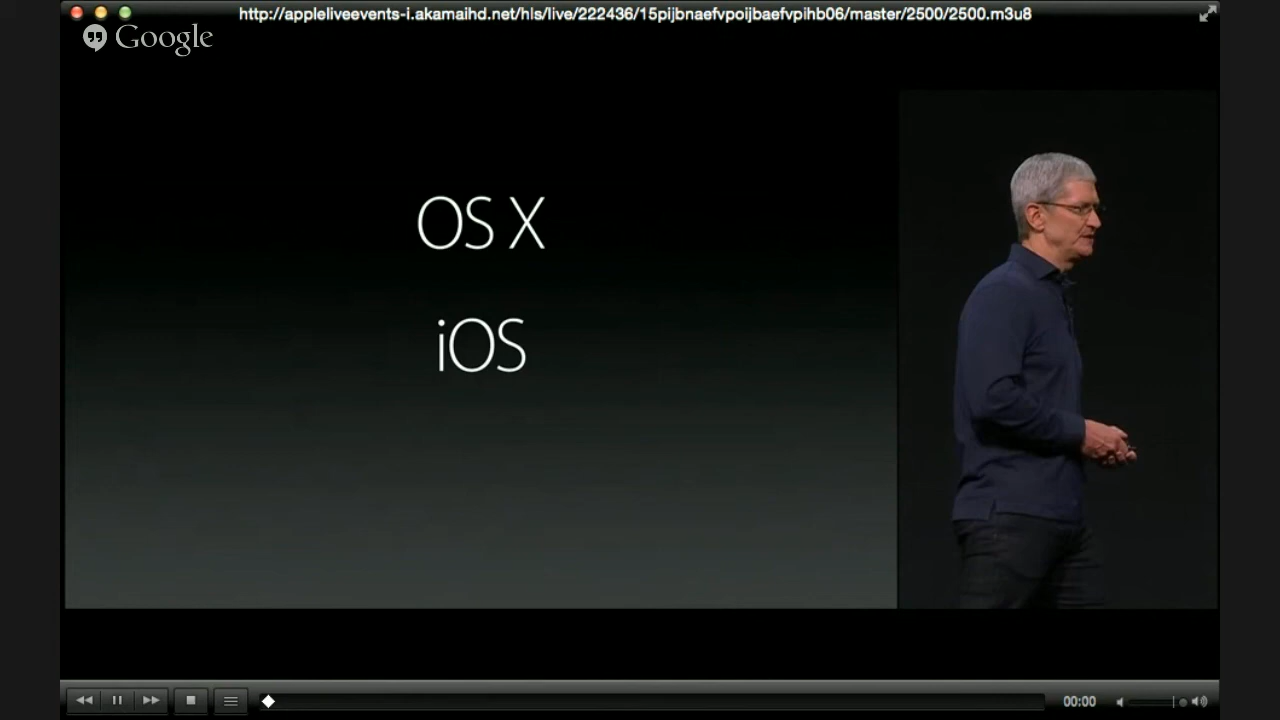 http://appleliveevents-i.akamaihd.net/hls/live/222436/15pijbnaefvpoijbaefvpihb06/master/2500/2500.m3u8
Google
OS X
iOS
00:00